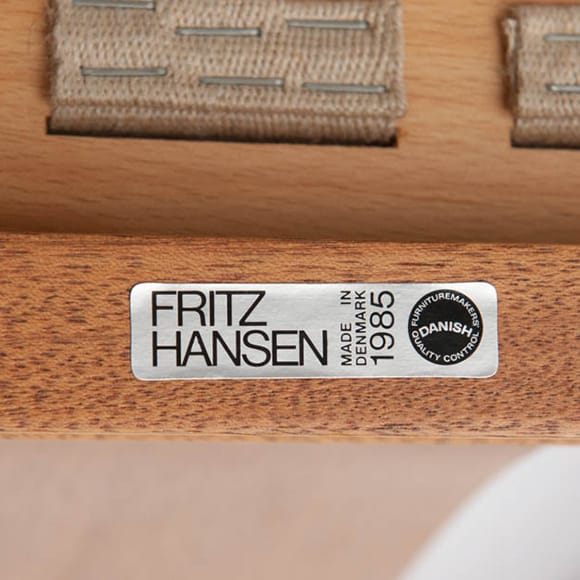 FRITZ
HANSEN
MADE IN
DENMARK
1985
FURNITUREMAKERS'
DANISH
QUALITY CONTROL